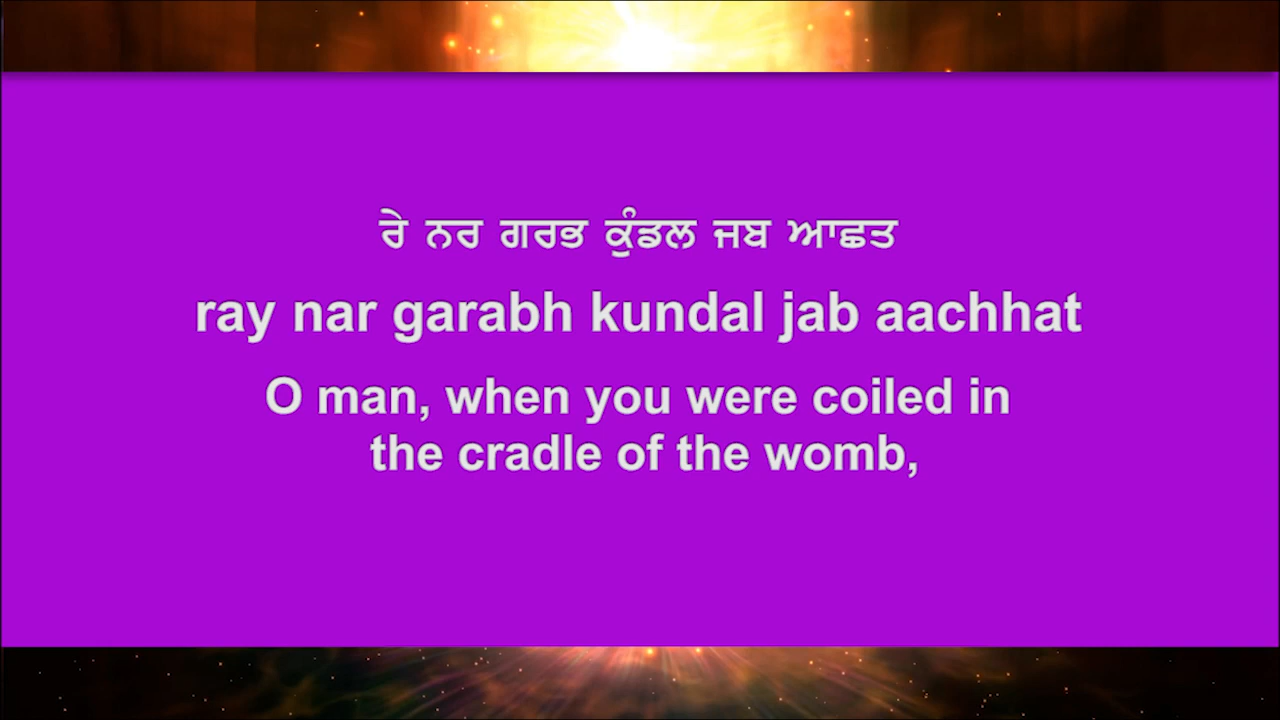 ਰੇ ਨਰ ਗਰਭ ਕੁੰਡਲ ਜਬ ਆਛਤ
ray nar garabh kundal jab aachhat
O man, when you were coiled in
the cradle of the womb,